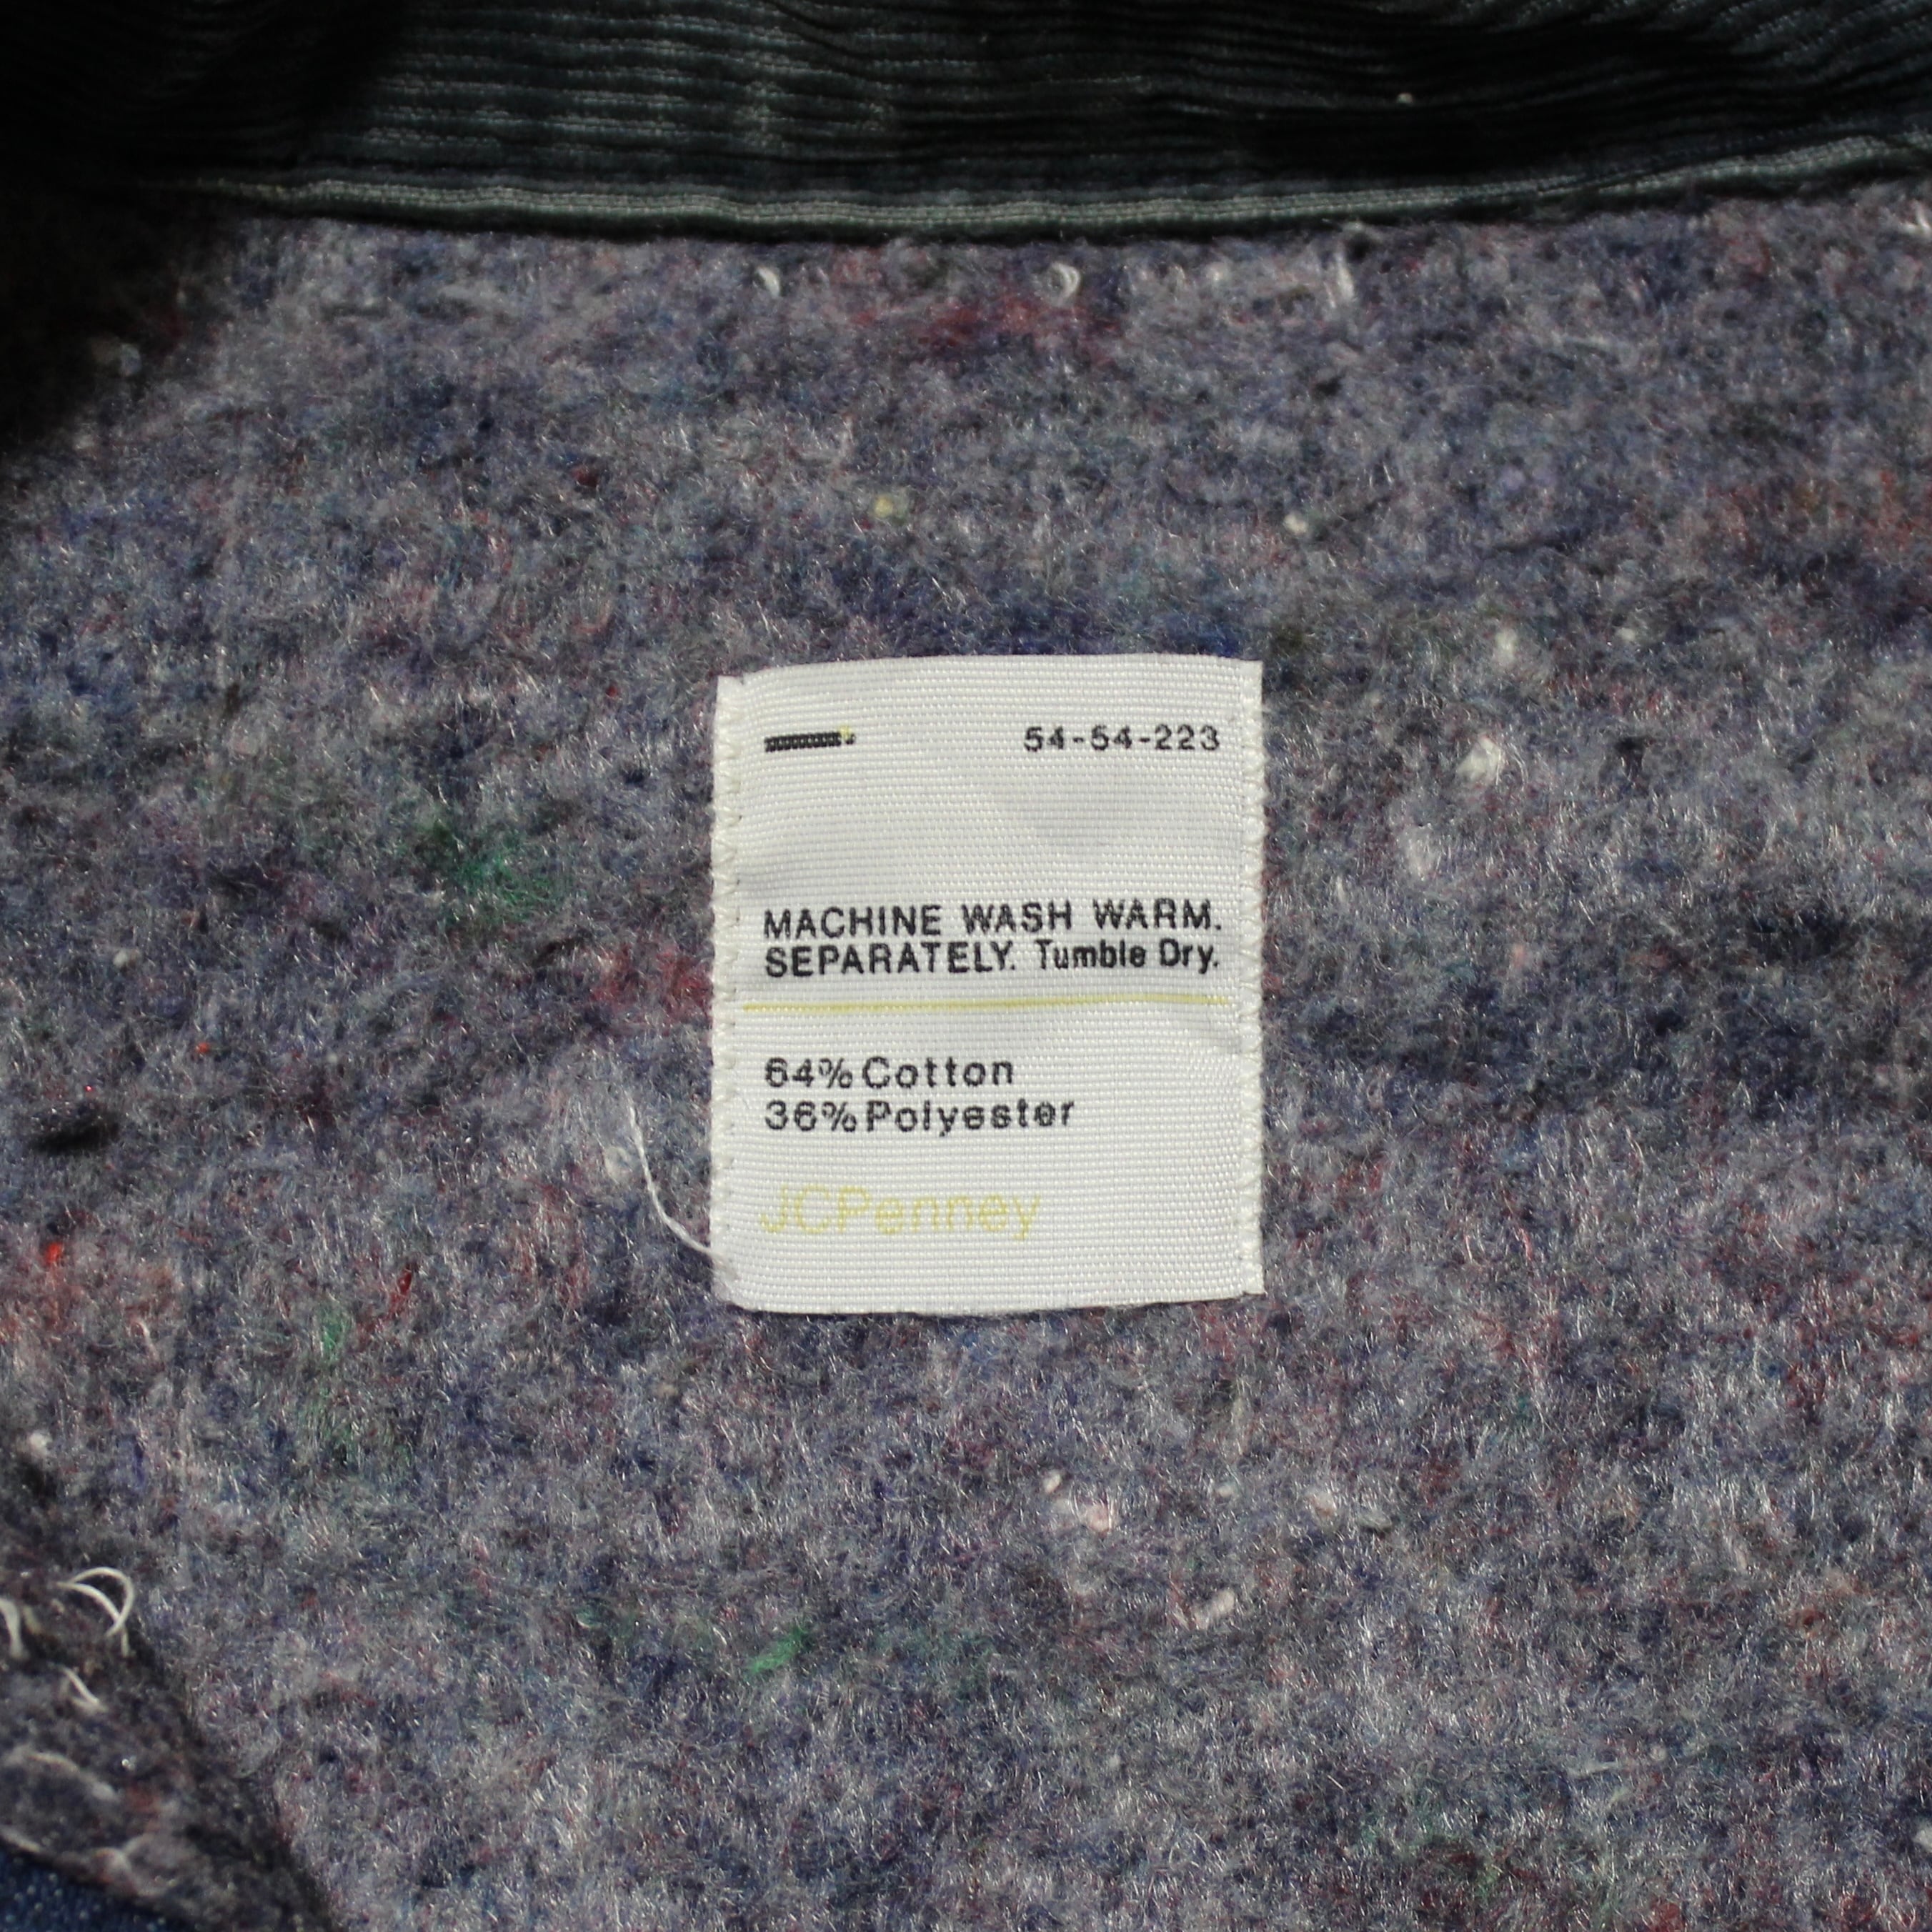 54-54-223
MACHINE WASH WARM.
SEPARATELY. Tumble Dry.
64% Cotton
36% Polyester
JCPenney